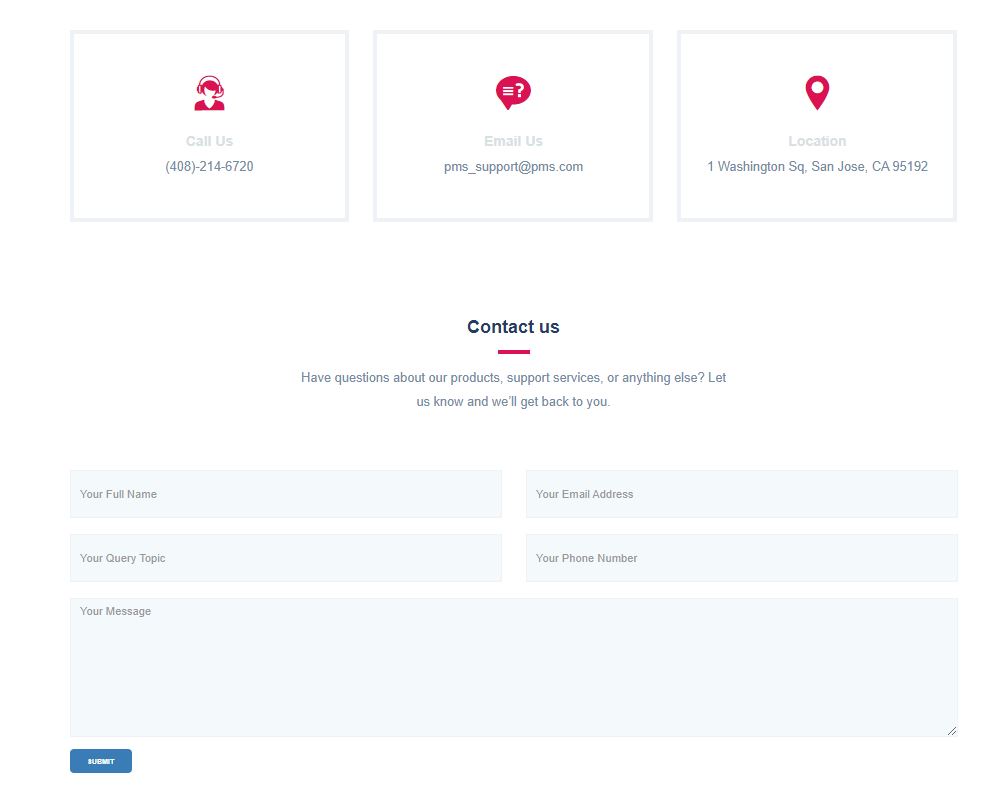 Call Us
(408)-214-6720
Email Us
pms_support@pms.com
Location
1 Washington Sq, San Jose, CA 95192
Contact us
Have questions about our products, support services, or anything else? Let
us know and we’ll get back to you.
Your Full Name
Your Email Address
Your Query Topic
Your Phone Number
Your Message
SUBMIT